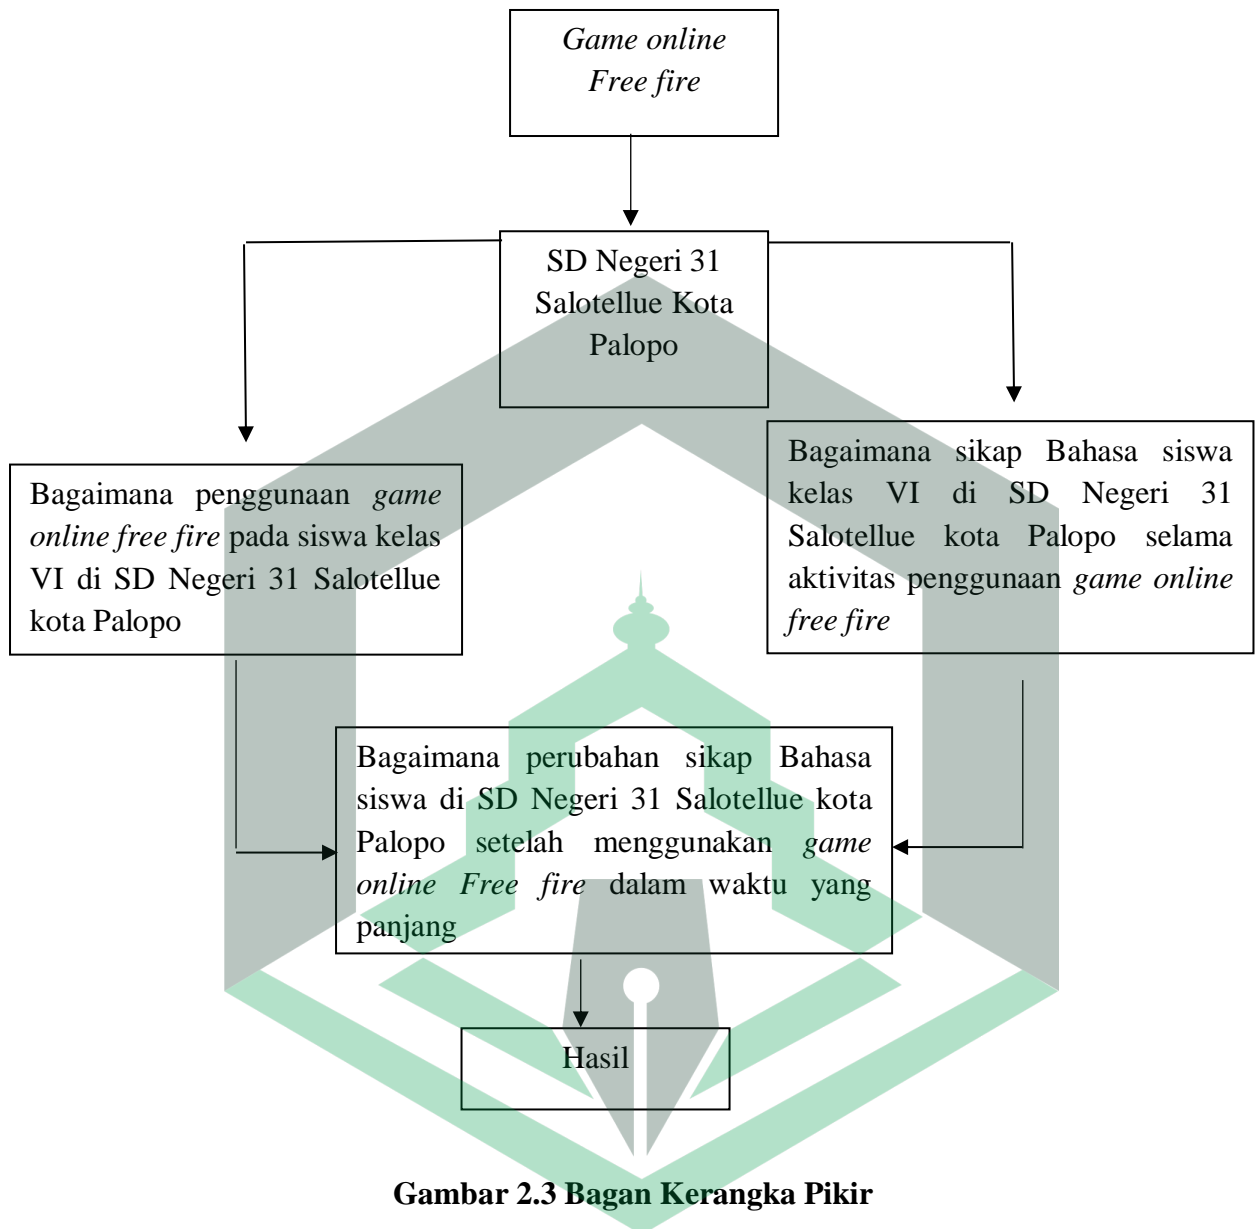 Game online
Free fire
SD Negeri 31
Salotellue Kota
Palopo
Bagaimana penggunaan game
online free fire pada siswa kelas
VI di SD Negeri 31 Salotellue
kota Palopo
Bagaimana sikap Bahasa siswa
kelas VI di SD Negeri 31
Salotellue kota Palopo selama
aktivitas penggunaan game online
free fire
Bagaimana perubahan sikap Bahasa
siswa di SD Negeri 31 Salotellue kota
Palopo setelah menggunakan game
online Free fire dalam waktu yang
panjang
Hasil
Gambar 2.3 Bagan Kerangka Pikir